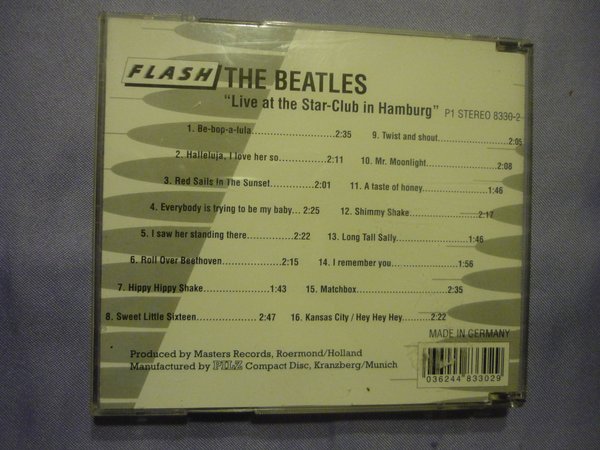 FLASH THE BEATLES
"Live at the Star-Club in Hamburg" P1 STEREO 8330-2
1. Be-bop-a-lula..................2:35
2. Halleluja, I love her so...........2:11
3. Red Sails In The Sunset...........2:01
4. Everybody is trying to be my baby... 2:25
5. I saw her standing there............2:22
6. Roll Over Beethoven...............2:15
7. Hippy Hippy Shake...............1:43
8. Sweet Little Sixteen................2:47
9. Twist and shout..................2:05
10. Mr. Moonlight..................2:08
11. A taste of honey................1:46
12. Shimmy Shake.................2:17
13. Long Tall Sally.................1:46
14. I remember you...............1:56
15. Matchbox....................2:35
16. Kansas City / Hey Hey Hey.......2:22
MADE IN GERMANY
Produced by Masters Records, Roermond/Holland
Manufactured by PILZ Compact Disc, Kranzberg/Munich
036244 833029